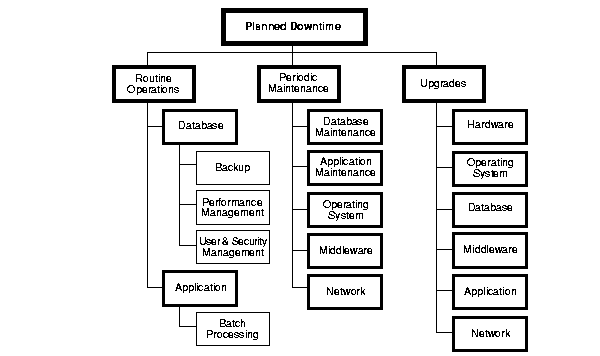 Planned Downtime
Routine
Operations
Database
Backup
Performance
Management
User & Security
Management
Application
Batch
Processing
Periodic
Maintenance
Database
Maintenance
Application
Maintenance
Operating
System
Middleware
Network
Upgrades
Hardware
Operating
System
Database
Middleware
Application
Network